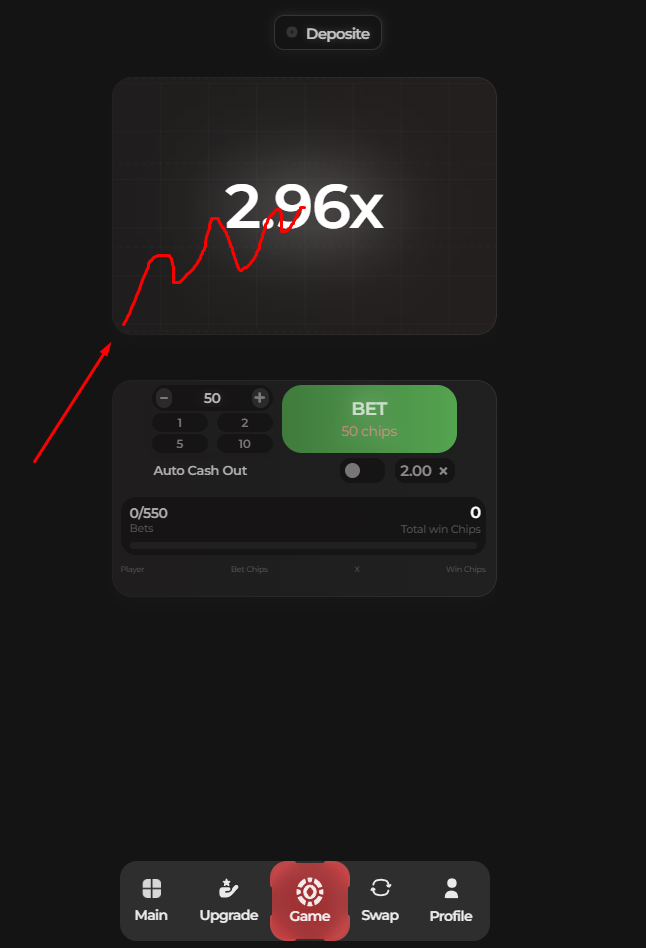 Deposite
2.96x
50
1 2
5 10
BET
50 chips
Auto Cash Out
2.00 ×
0/550
Bets
0
Total win Chips
Player Bet Chips X Win Chips
Main Upgrade Game Swap Profile